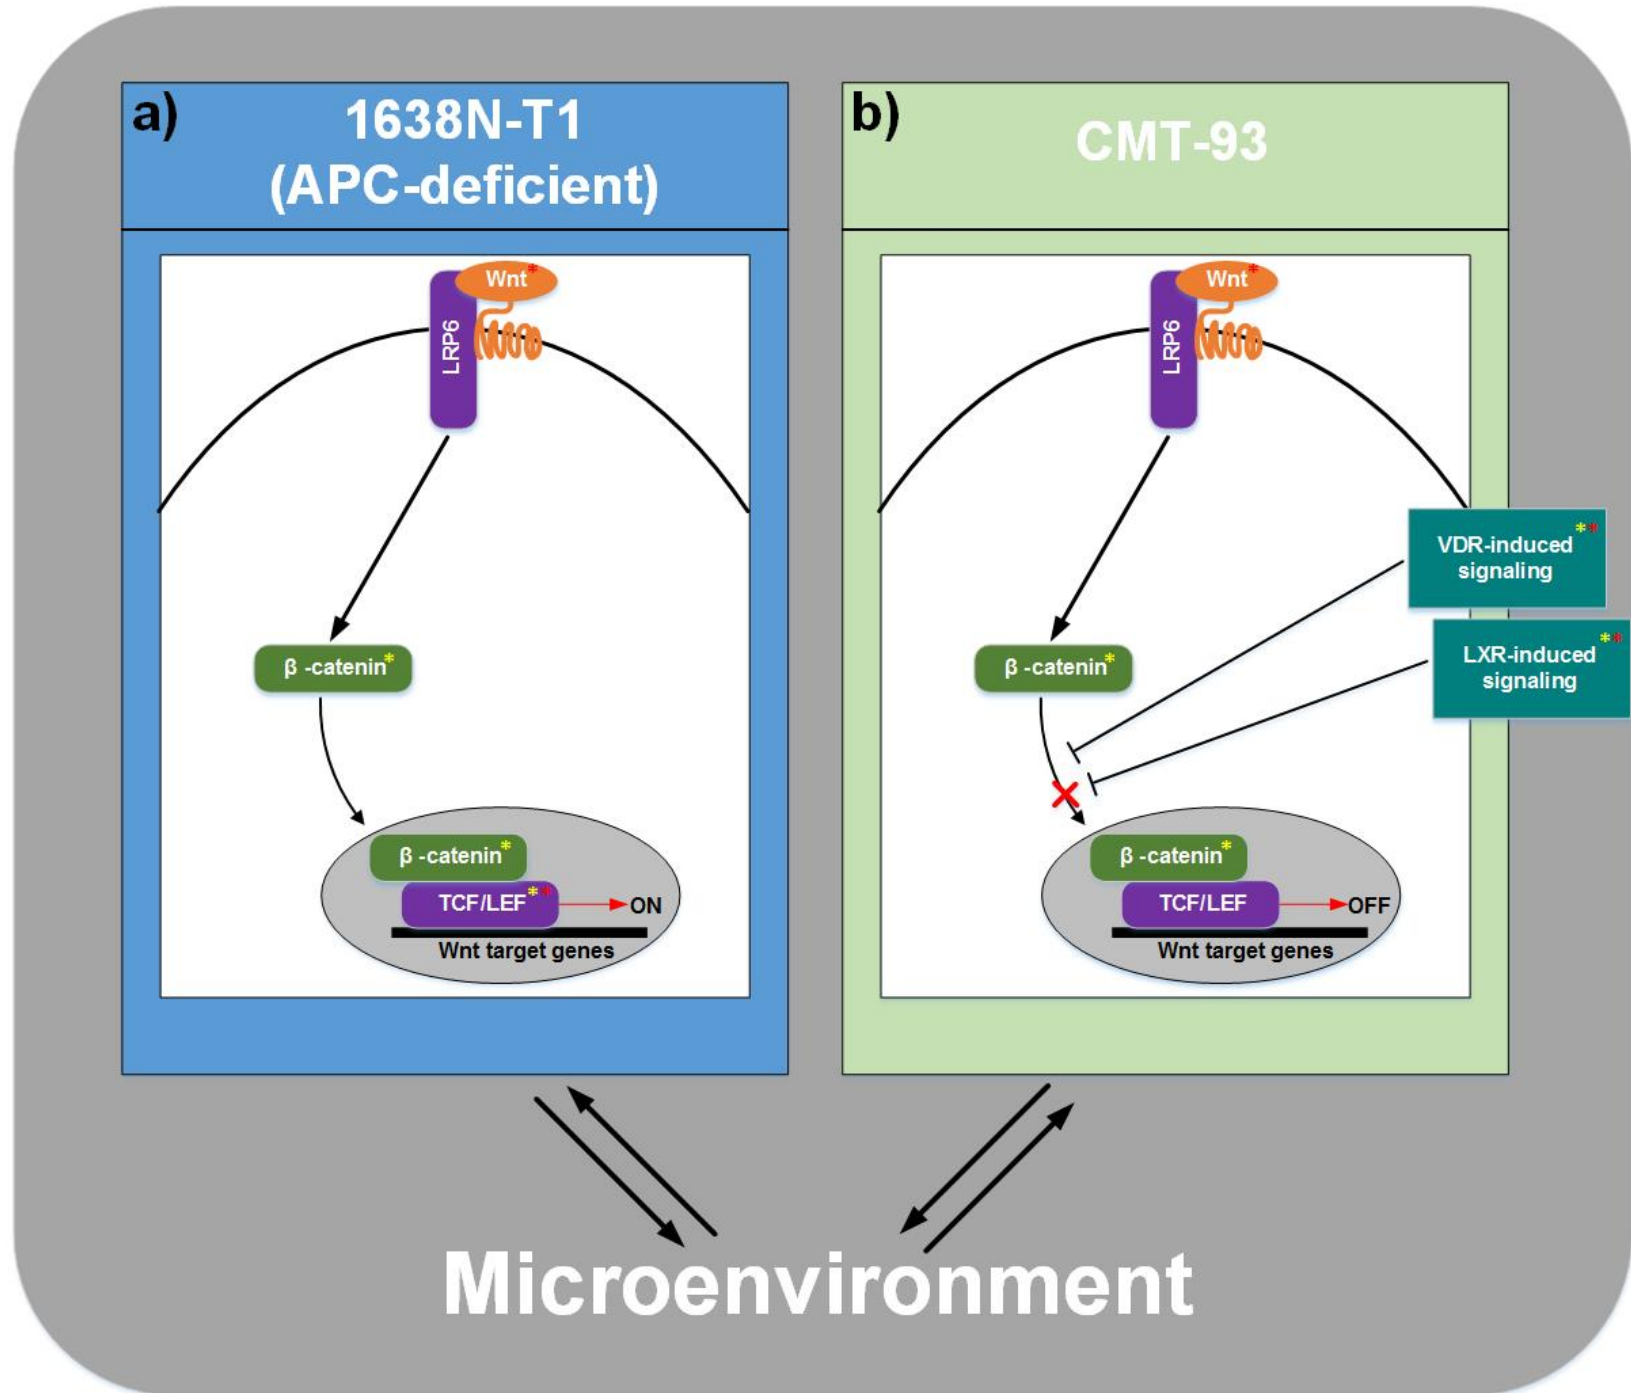 a)
1638N-T1
(APC-deficient)
Wnt*
LRP6
β -catenin*
β -catenin*
TCF/LEF**
ON
Wnt target genes
b)
CMT-93
Wnt*
LRP6
VDR-induced**
signaling
LXR-induced**
signaling
β -catenin*
β -catenin*
TCF/LEF
OFF
Wnt target genes
Microenvironment